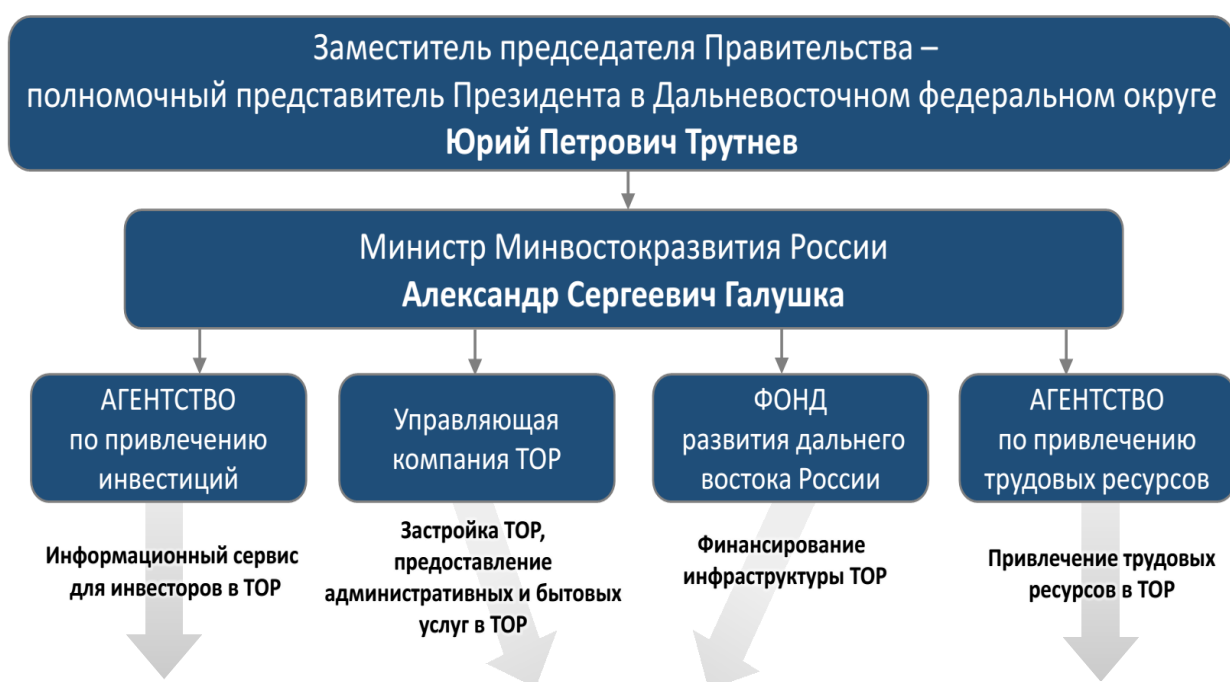 Заместитель председателя Правительства –
полномочный представитель Президента в Дальневосточном федеральном округе
Юрий Петрович Трутнев
Министр Минвостокразвития России
Александр Сергеевич Галушка
АГЕНТСТВО
по привлечению
инвестиций
Управляющая
компания ТОР
ФОНД
развития дальнего
востока России
АГЕНТСТВО
по привлечению
трудовых ресурсов
Информационный сервис
для инвесторов в ТОР
Застройка ТОР,
предоставление
административных и бытовых
услуг в ТОР
Финансирование
инфраструктуры ТОР
Привлечение трудовых
ресурсов в ТОР